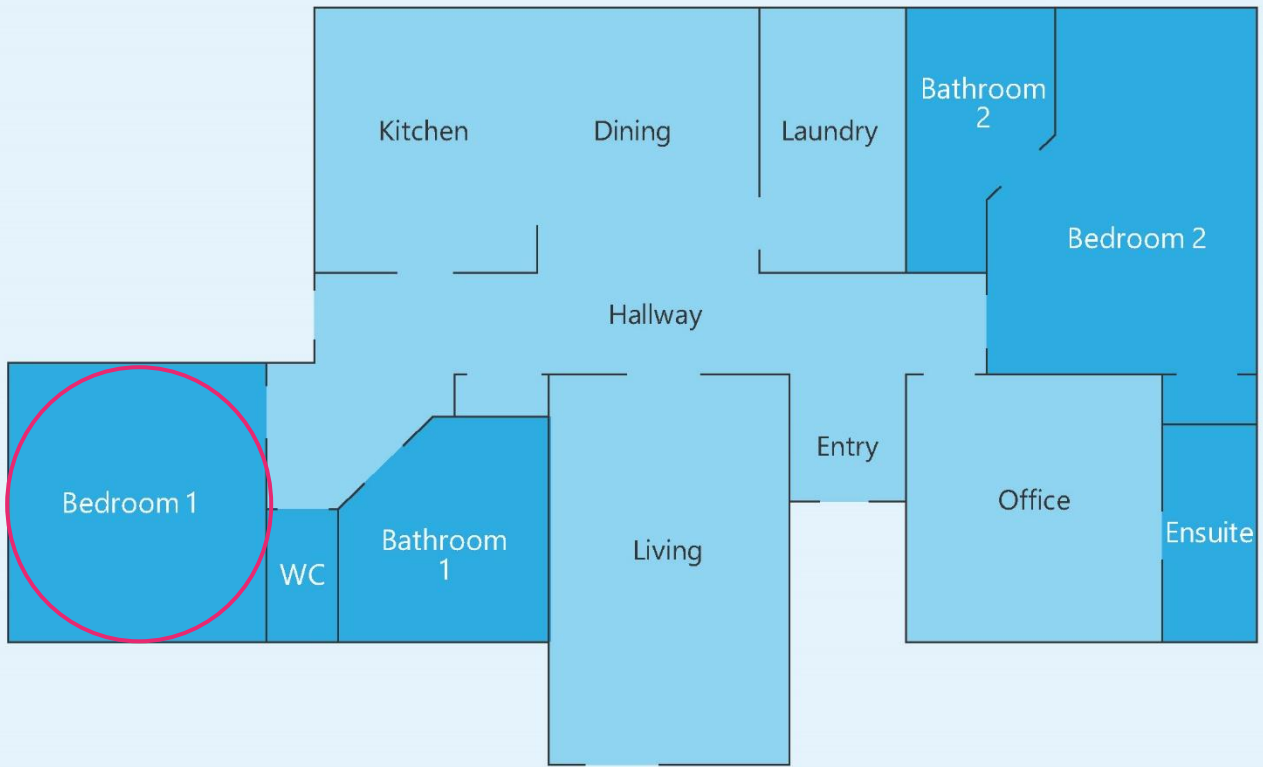 Kitchen
Dining
Laundry
Bathroom
2
Bedroom 2
Hallway
Bedroom 1
WC
Bathroom
1
Living
Entry
Office
Ensuite